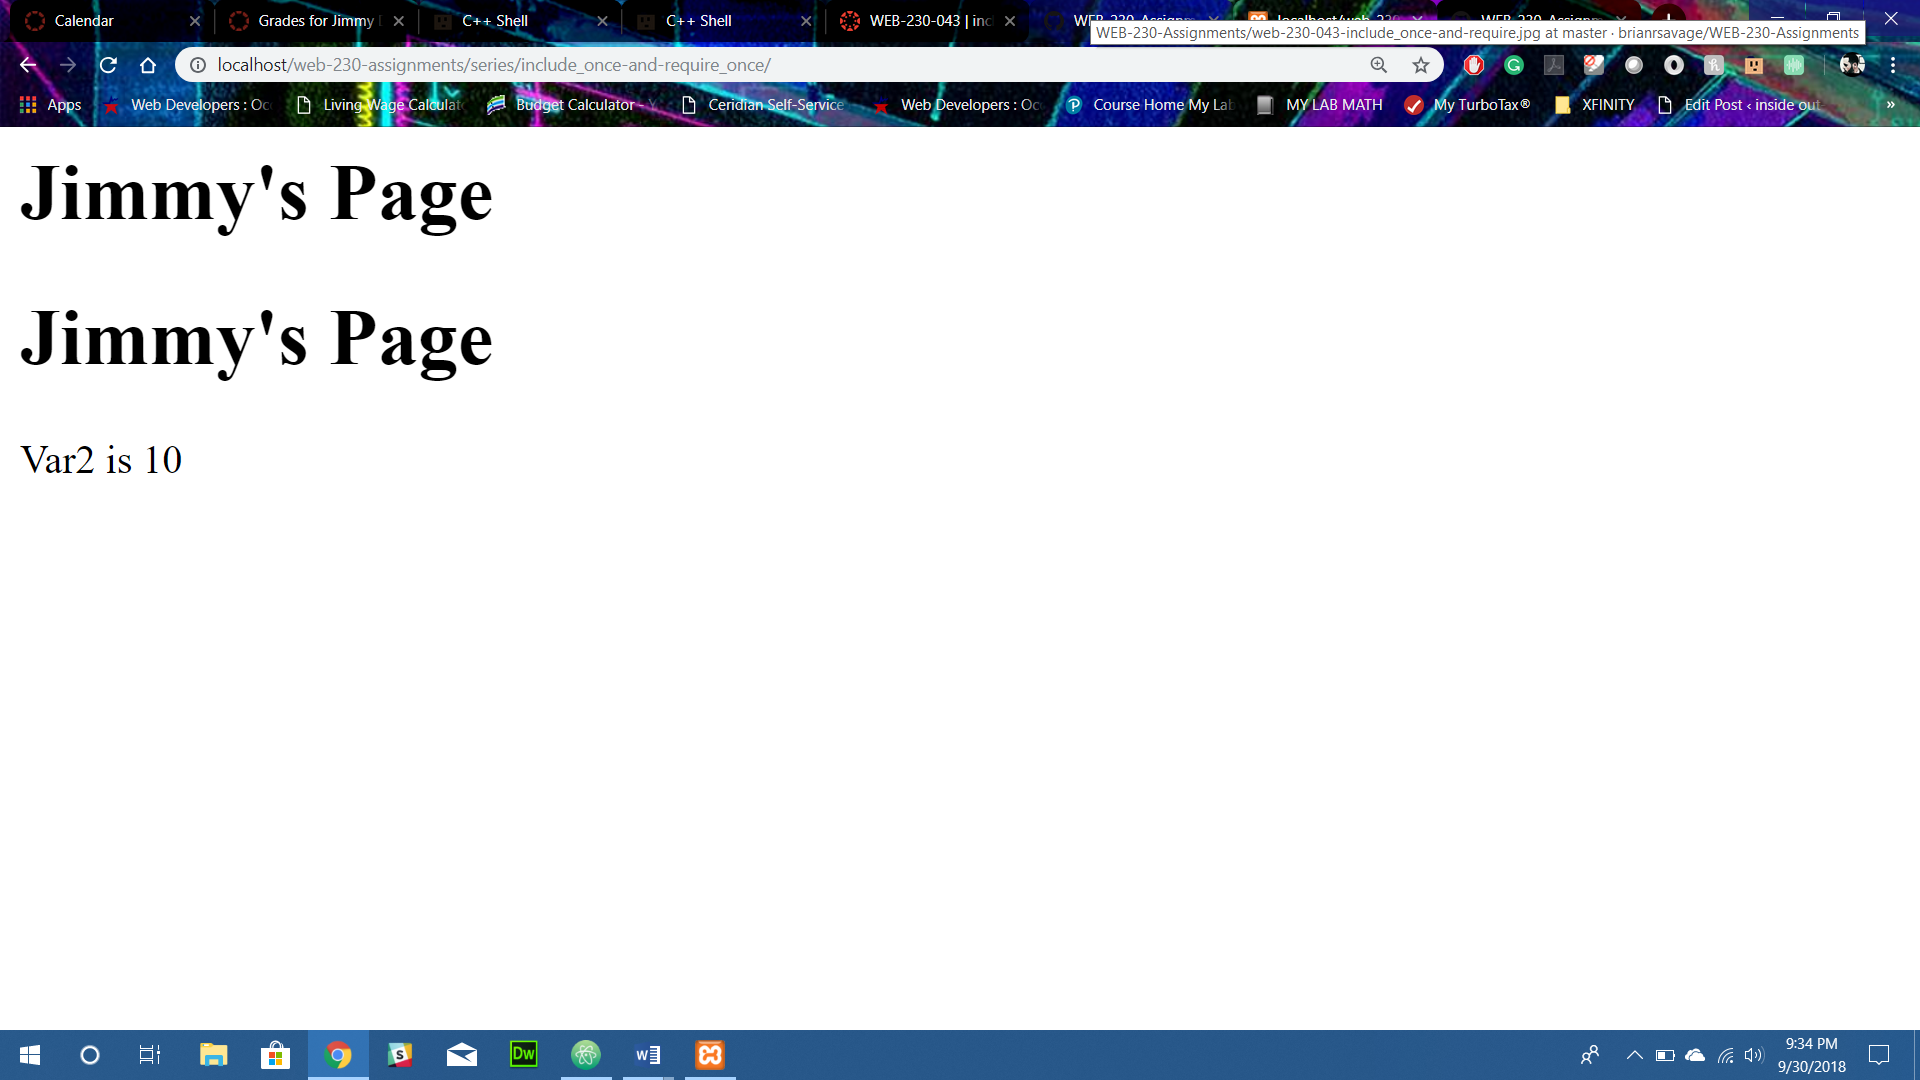 Calendar
Grades for Jimmy
C++ Shell
C++ Shell
WEB-230-043 | inc
WEB-230-Assignm
localhost/web-230
WEB-230-Assignm
WEB-230-Assignments/web-230-043-include_once-and-require.jpg at master · brianrsavage/WEB-230-Assignments
localhost/web-230-assignments/series/include_once-and-require_once/
Apps
Web Developers : Oc
Living Wage Calculat
Budget Calculator - Y
Ceridian Self-Service
Web Developers : Oc
Course Home My Lab
MY LAB MATH
My TurboTax®
XFINITY
Edit Post ‹ inside out
»
Jimmy's Page
Jimmy's Page
Var2 is 10
Dw
9:34 PM
9/30/2018